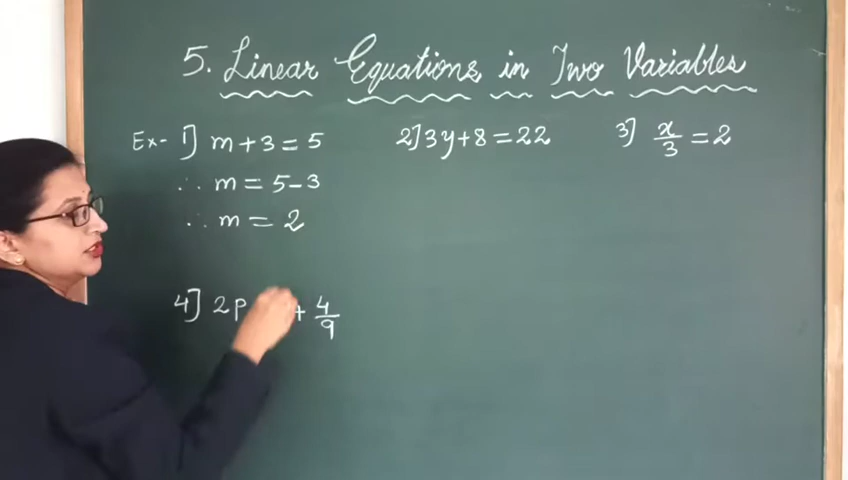 5. Linear Equations in Two Variables
Ex- 1] m + 3 = 5
∴ m = 5 - 3
∴ m = 2
2] 3y + 8 = 22
3] x/3 = 2
4] 2p + 4/9